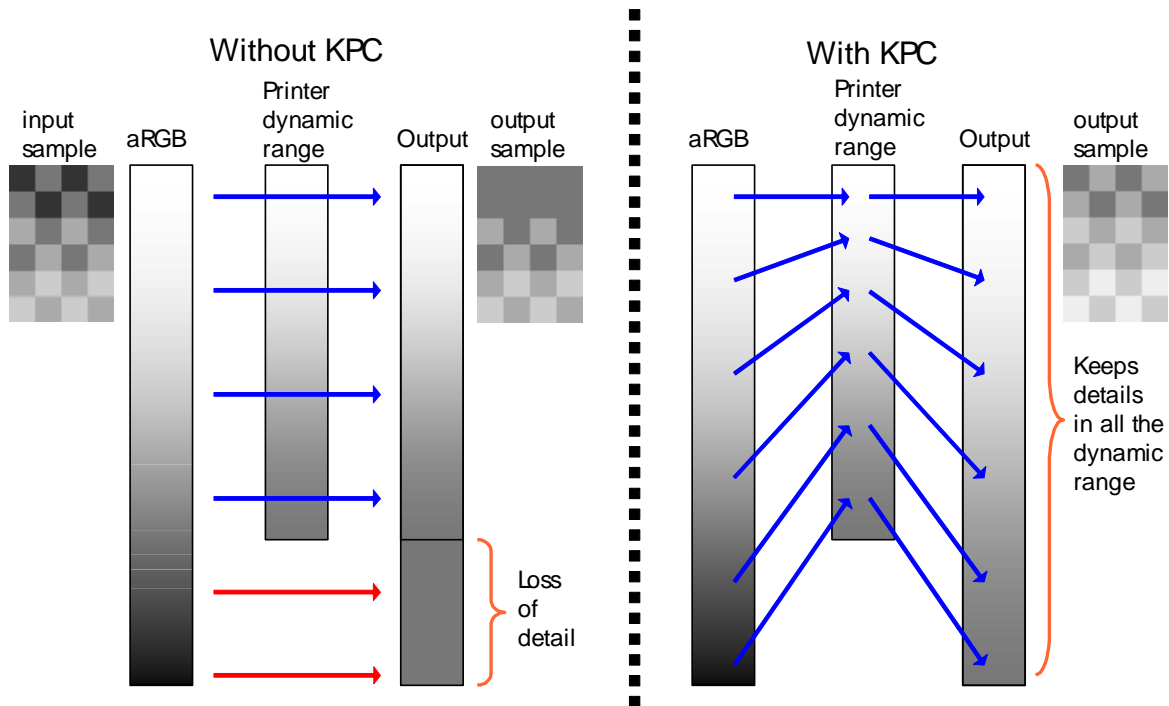 Without KPC
input
sample
aRGB
Printer
dynamic
range
Output
output
sample
Loss
of
detail
With KPC
aRGB
Printer
dynamic
range
Output
output
sample
Keeps
details
in all the
dynamic
range